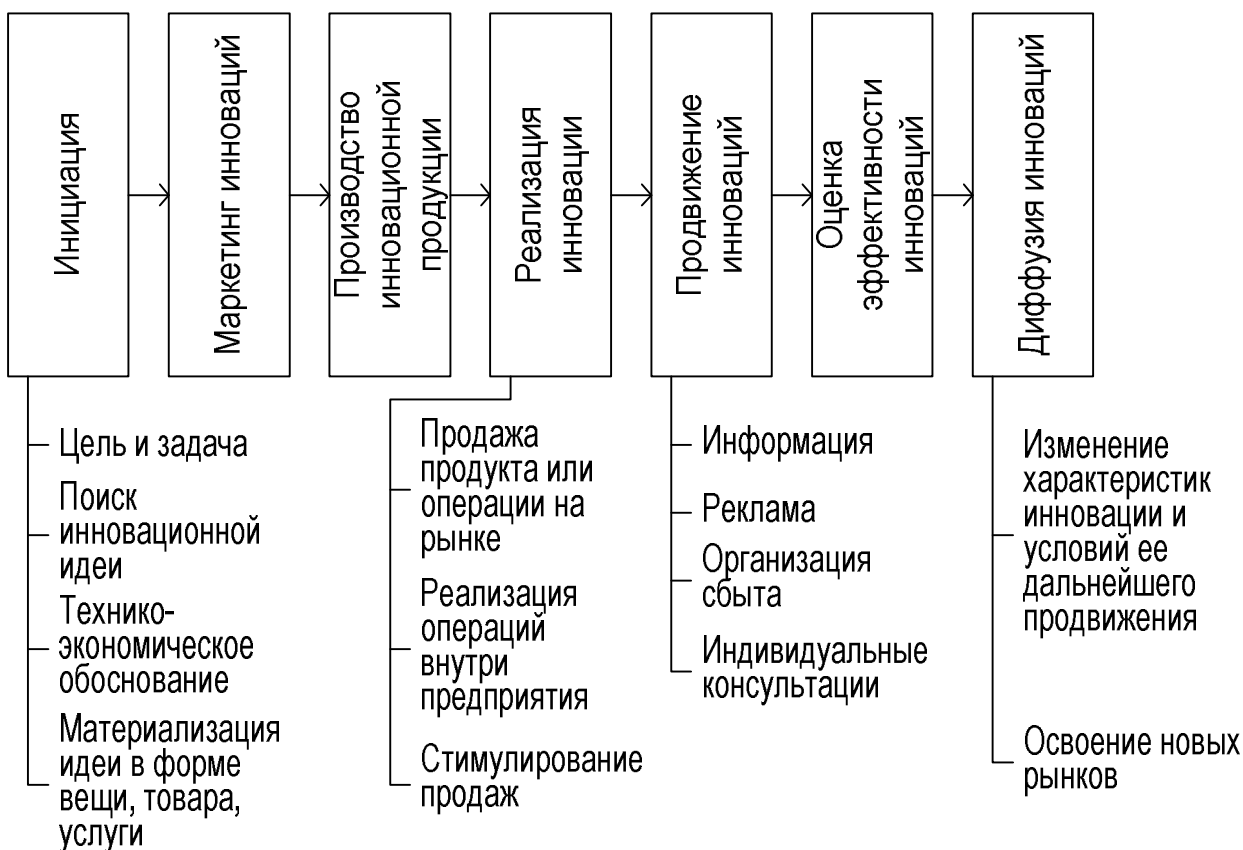 Инициация
Маркетинг инноваций
Производство
инновационной
продукции
Реализация
инновации
Продвижение
инноваций
Оценка
эффективности
инноваций
Диффузия инноваций
Цель и задача
Поиск
инновационной
идеи
Технико-
экономическое
обоснование
Материализация
идеи в форме
вещи, товара,
услуги
Продажа
продукта или
операции на
рынке
Реализация
операций
внутри
предприятия
Стимулирование
продаж
Информация
Реклама
Организация
сбыта
Индивидуальные
консультации
Изменение
характеристик
инновации и
условий ее
дальнейшего
продвижения
Освоение новых
рынков